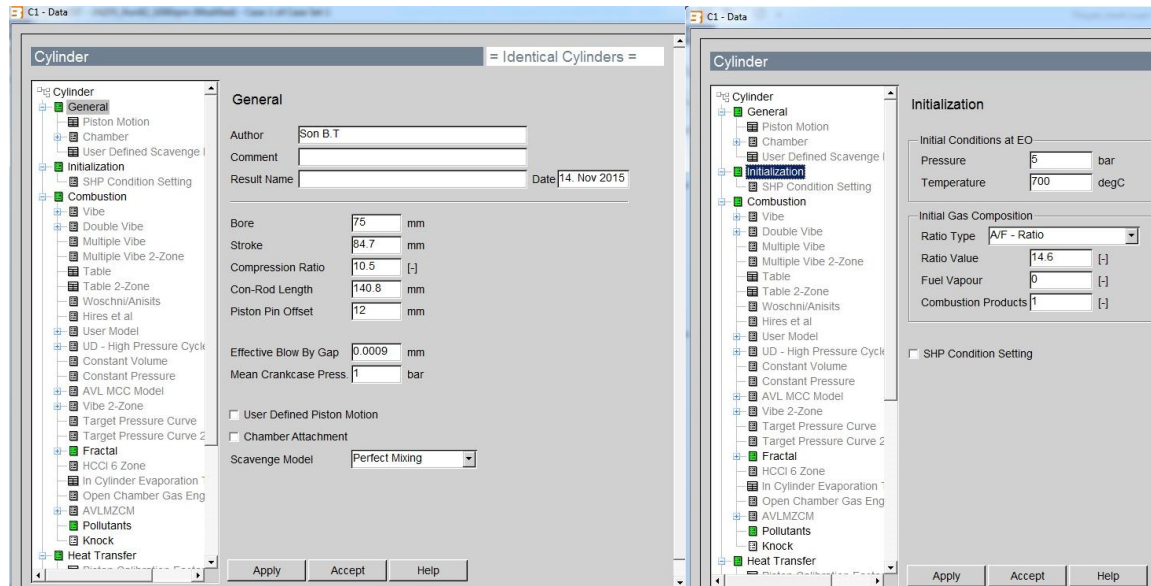 C1 - Data
Cylinder
= Identical Cylinders =
Cylinder
General
Piston Motion
Chamber
User Defined Scavenge
Initialization
SHP Condition Setting
Combustion
Vibe
Double Vibe
Multiple Vibe
Multiple Vibe 2-Zone
Table
Table 2-Zone
Woschni/Anisits
Hires et al
User Model
UD - High Pressure Cycle
Constant Volume
Constant Pressure
AVL MCC Model
Vibe 2-Zone
Target Pressure Curve
Target Pressure Curve 2
Fractal
HCCI 6 Zone
In Cylinder Evaporation T
Open Chamber Gas Eng
AVLMZCM
Pollutants
Knock
Heat Transfer
General
Author Son B.T
Comment
Result Name Date 14. Nov 2015
Bore 75 mm
Stroke 84.7 mm
Compression Ratio 10.5 [-]
Con-Rod Length 140.8 mm
Piston Pin Offset 12 mm
Effective Blow By Gap 0.0009 mm
Mean Crankcase Press. 1 bar
User Defined Piston Motion
Chamber Attachment
Scavenge Model Perfect Mixing
Apply Accept Help
C1 - Data
Cylinder
Cylinder
General
Piston Motion
Chamber
User Defined Scavenge
Initialization
SHP Condition Setting
Combustion
Vibe
Double Vibe
Multiple Vibe
Multiple Vibe 2-Zone
Table
Table 2-Zone
Woschni/Anisits
Hires et al
User Model
UD - High Pressure Cycle
Constant Volume
Constant Pressure
AVL MCC Model
Vibe 2-Zone
Target Pressure Curve
Target Pressure Curve 2
Fractal
HCCI 6 Zone
In Cylinder Evaporation T
Open Chamber Gas Eng
AVLMZCM
Pollutants
Knock
Heat Transfer
Initialization
Initial Conditions at EO
Pressure 5 bar
Temperature 700 degC
Initial Gas Composition
Ratio Type A/F - Ratio
Ratio Value 14.6 [-]
Fuel Vapour 0 [-]
Combustion Products 1 [-]
SHP Condition Setting
Apply Accept Help